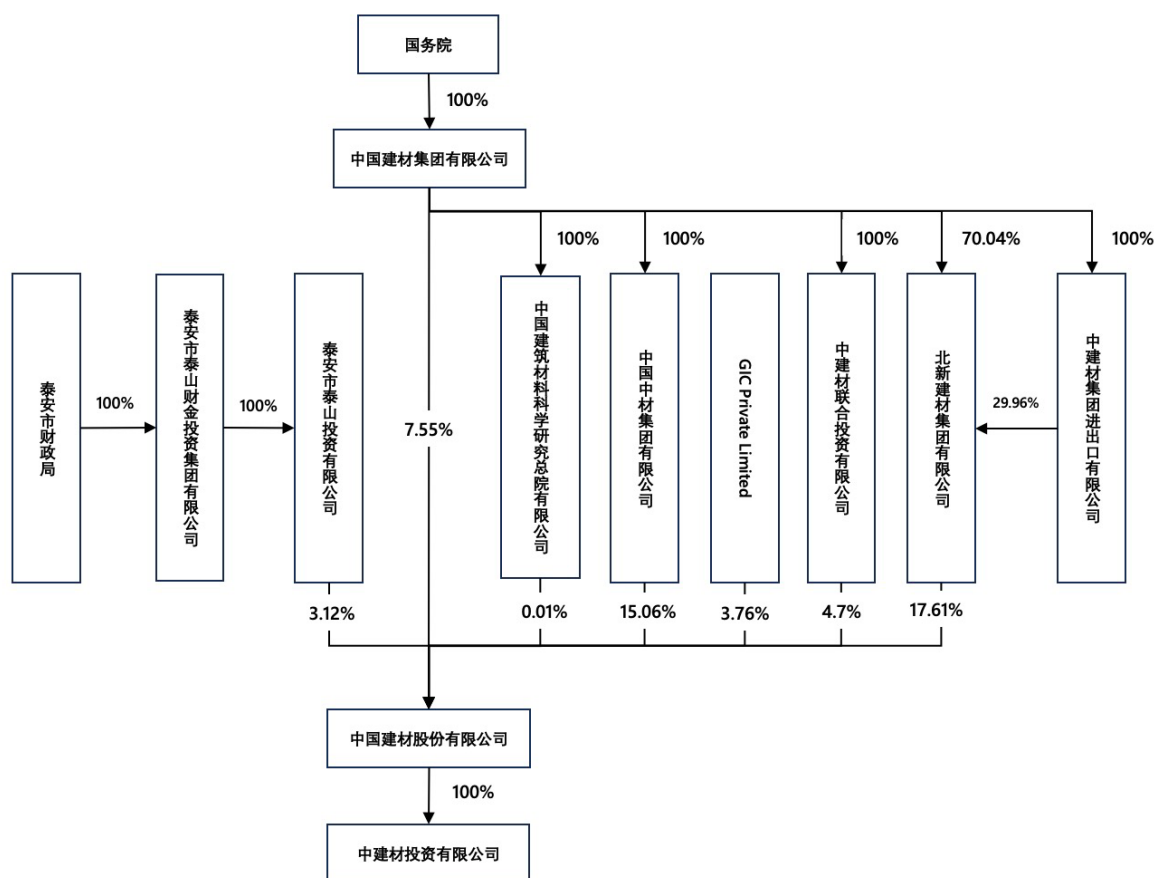 国务院
100%
中国建材集团有限公司
100%
100%
100%
70.04%
100%
泰安市财政局
100%
泰安市泰山财金投资集团有限公司
100%
泰安市泰山投资有限公司
7.55%
中国建筑材料科学研究总院有限公司
中国中材集团有限公司
GIC Private Limited
中建材联合投资有限公司
北新建材集团有限公司
29.96%
中建材集团进出口有限公司
3.12%
0.01%
15.06%
3.76%
4.7%
17.61%
中国建材股份有限公司
100%
中建材投资有限公司